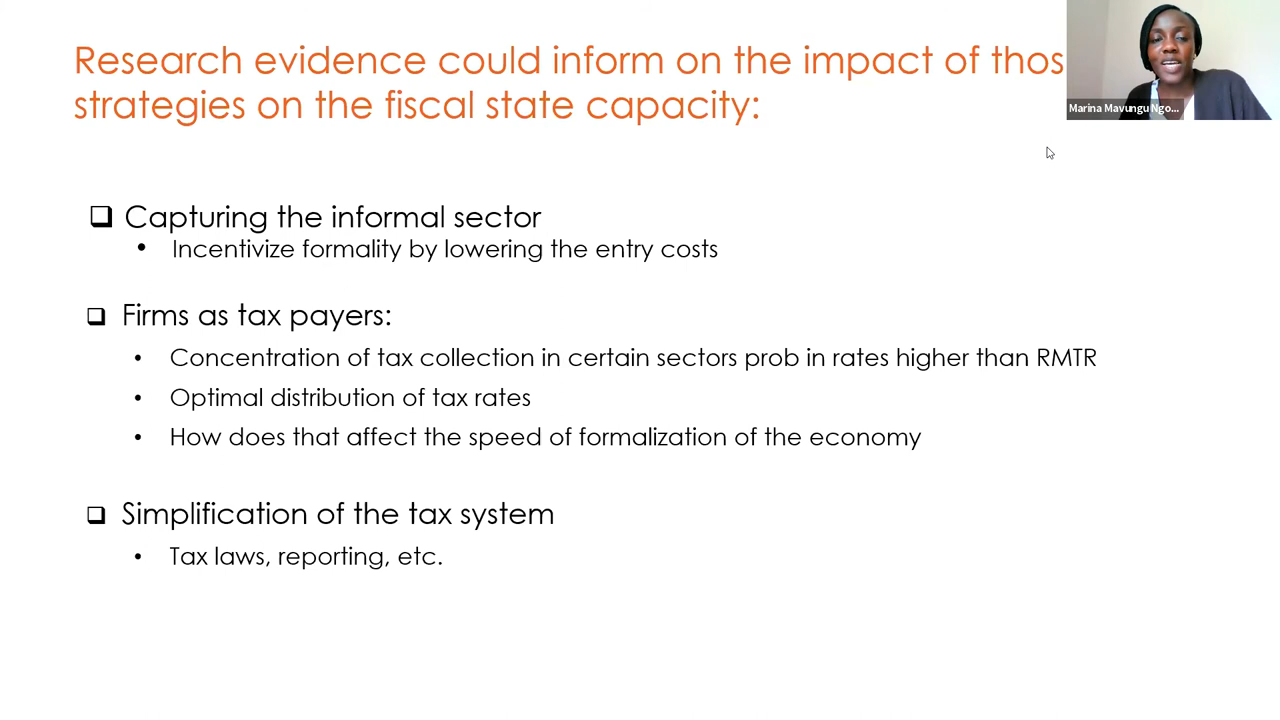 Research evidence could inform on the impact of thos
strategies on the fiscal state capacity:
Marina Mavungu Ngo...
Capturing the informal sector
Incentivize formality by lowering the entry costs
Firms as tax payers:
Concentration of tax collection in certain sectors prob in rates higher than RMTR
Optimal distribution of tax rates
How does that affect the speed of formalization of the economy
Simplification of the tax system
Tax laws, reporting, etc.